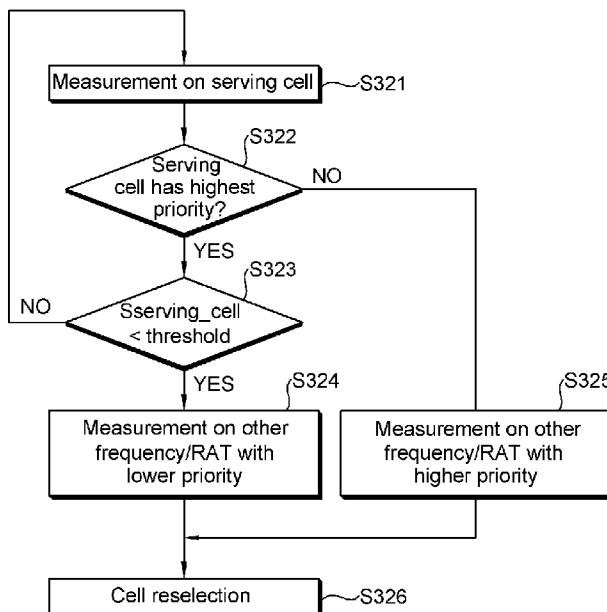 Measurement on serving cell
S321
S322
Serving
cell has highest
priority?
NO
YES
S323
NO
Sserving_cell
< threshold
YES
S324
S325
Measurement on other
frequency/RAT with
lower priority
Measurement on other
frequency/RAT with
higher priority
Cell reselection
S326